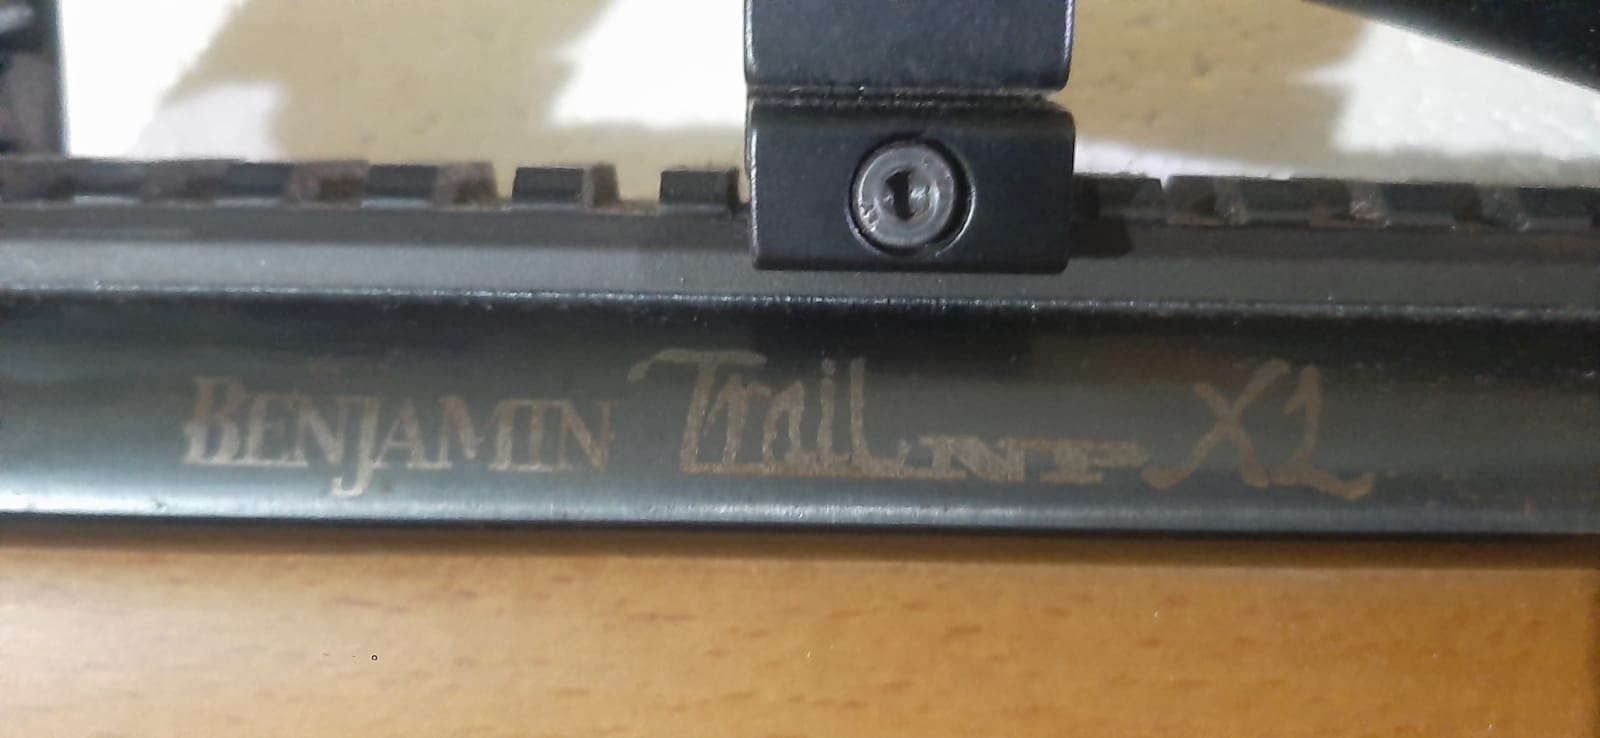 BENJAMIN Trail NP XL